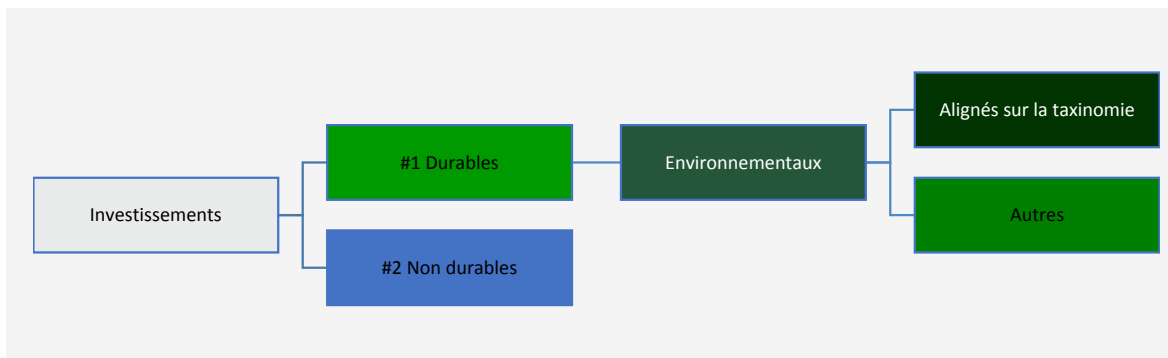 Investissements
#1 Durables
#2 Non durables
Environnementaux
Alignés sur la taxinomie
Autres